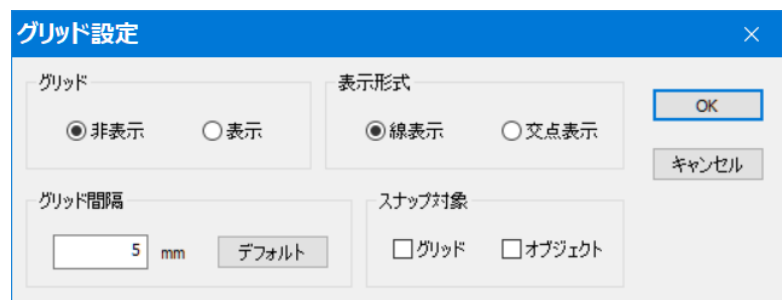 グリッド設定
グリッド
非表示 表示
表示形式
線表示 交点表示
OK
キャンセル
グリッド間隔
5 mm デフォルト
スナップ対象
グリッド オブジェクト